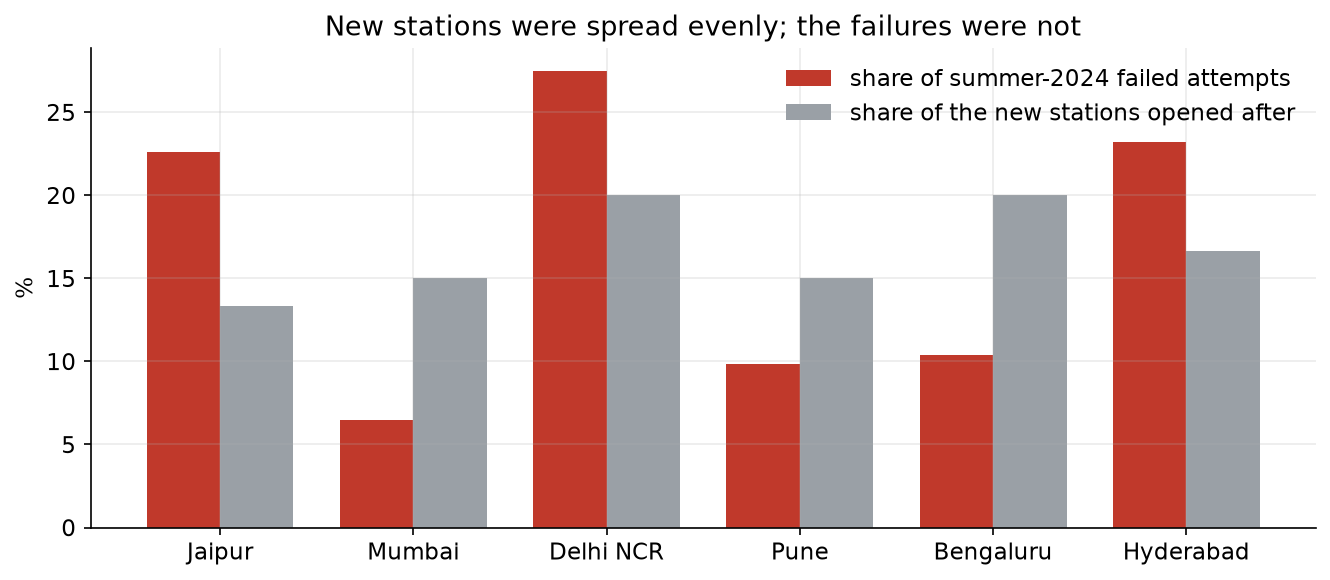 New stations were spread evenly; the failures were not
share of summer-2024 failed attempts
share of the new stations opened after
%
25
20
15
10
5
0
Jaipur Mumbai Delhi NCR Pune Bengaluru Hyderabad